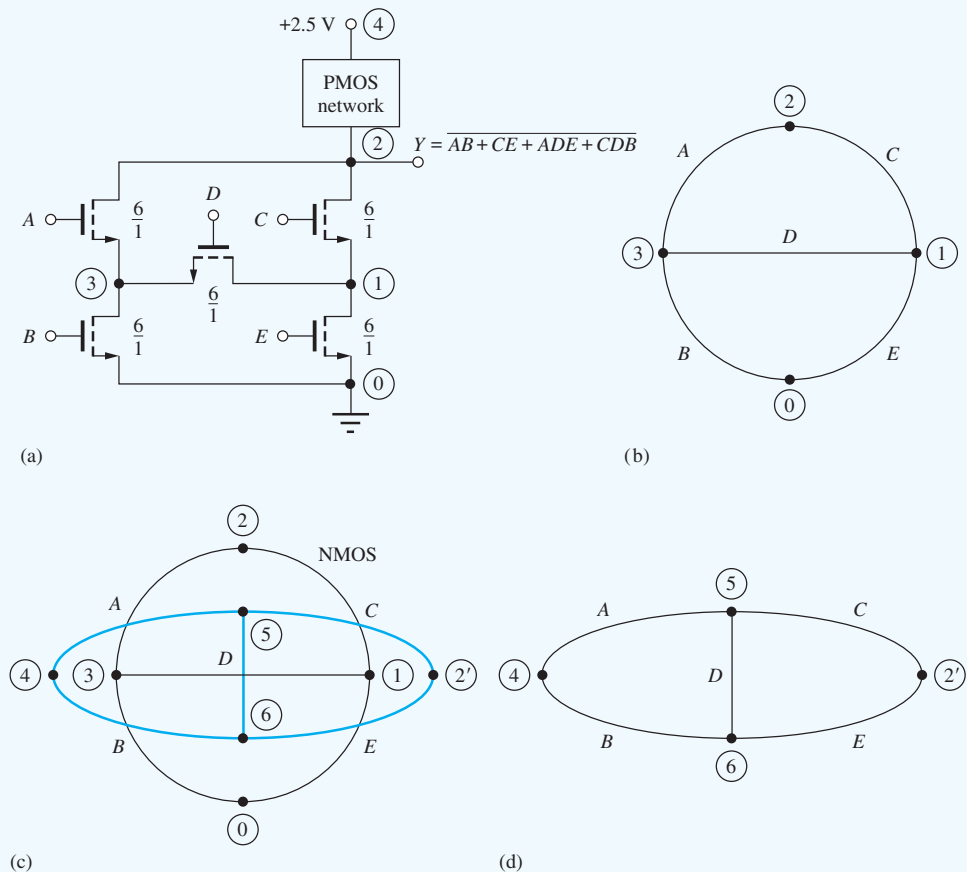 +2.5 V 4
PMOS
network
2
Y = \overline{AB + CE + ADE + CDB}
A 6/1 D C 6/1
3 6/1 1
B 6/1 E 6/1
0
(a)
2
A C
3 D 1
B E
0
(b)
2
NMOS
A C
5
4 3 D 1 2'
6
B E
0
(c)
5
A C
4 D 2'
B E
6
(d)